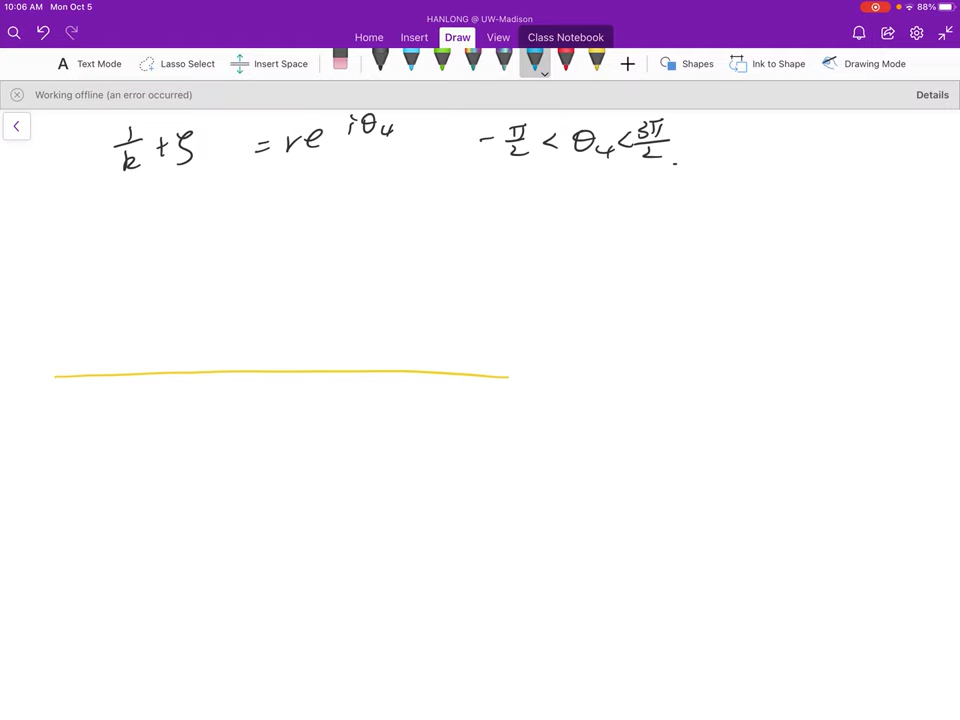 10:06 AM Mon Oct 5
88%
HANLONG @ UW-Madison
Home Insert Draw View Class Notebook
Text Mode Lasso Select Insert Space Shapes Ink to Shape Drawing Mode
Working offline (an error occurred) Details
1/k + ζ = re^{iθ₄} -π/2 < θ₄ < 3π/2.